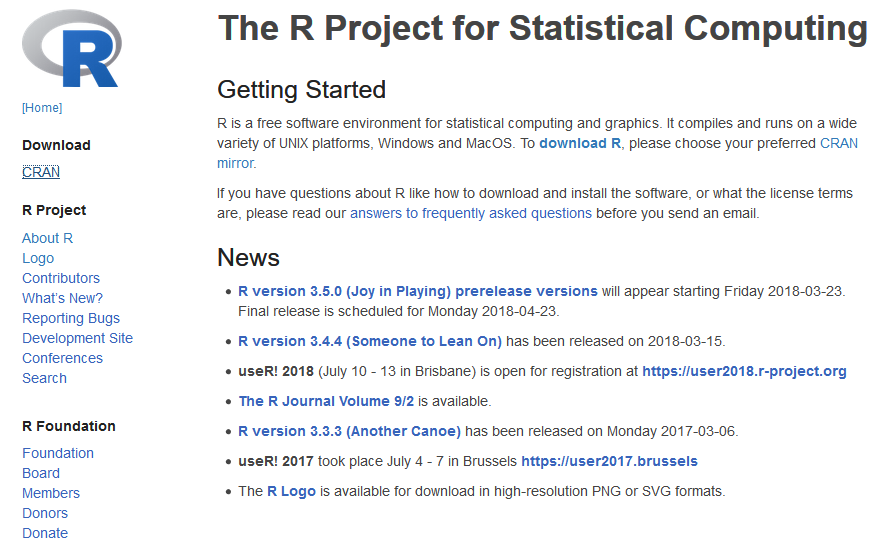 R
[Home]
Download
CRAN
R Project
About R
Logo
Contributors
What's New?
Reporting Bugs
Development Site
Conferences
Search
R Foundation
Foundation
Board
Members
Donors
Donate
The R Project for Statistical Computing
Getting Started
R is a free software environment for statistical computing and graphics. It compiles and runs on a wide
variety of UNIX platforms, Windows and MacOS. To download R, please choose your preferred CRAN
mirror.
If you have questions about R like how to download and install the software, or what the license terms
are, please read our answers to frequently asked questions before you send an email.
News
• R version 3.5.0 (Joy in Playing) prerelease versions will appear starting Friday 2018-03-23.
Final release is scheduled for Monday 2018-04-23.
• R version 3.4.4 (Someone to Lean On) has been released on 2018-03-15.
• useR! 2018 (July 10 - 13 in Brisbane) is open for registration at https://user2018.r-project.org
• The R Journal Volume 9/2 is available.
• R version 3.3.3 (Another Canoe) has been released on Monday 2017-03-06.
• useR! 2017 took place July 4 - 7 in Brussels https://user2017.brussels
• The R Logo is available for download in high-resolution PNG or SVG formats.